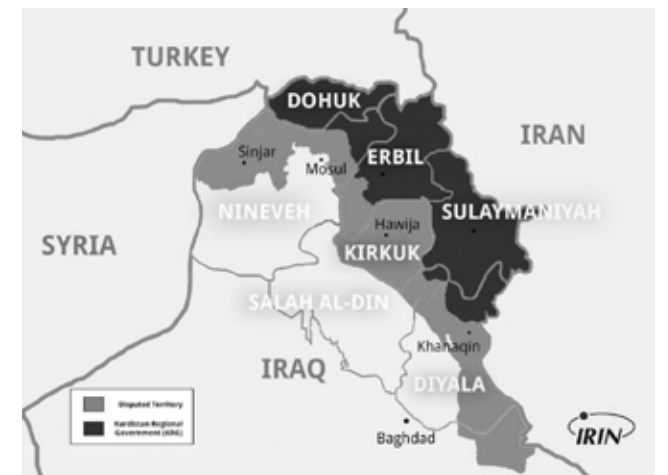 TURKEY
DOHUK
IRAN
Sinjar
Mosul
ERBIL
NINEVEH
Hawija
SULAYMANIYAH
SYRIA
KIRKUK
SALAH AL-DIN
Khanaqin
IRAQ
DIYALA
Disputed Territory
Kurdistan Regional
Government (KRG)
Baghdad
IRIN